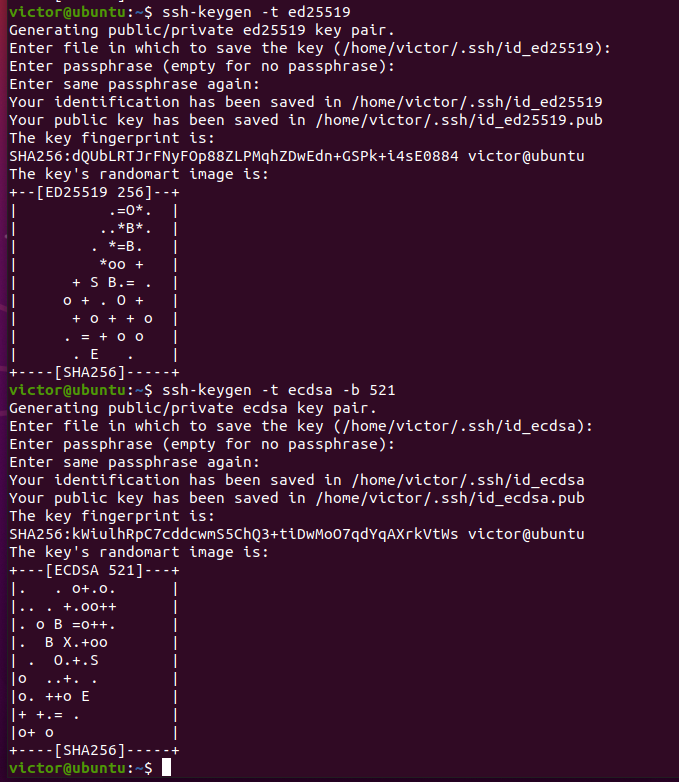 victor@ubuntu:~$ ssh-keygen -t ed25519
Generating public/private ed25519 key pair.
Enter file in which to save the key (/home/victor/.ssh/id_ed25519):
Enter passphrase (empty for no passphrase):
Enter same passphrase again:
Your identification has been saved in /home/victor/.ssh/id_ed25519
Your public key has been saved in /home/victor/.ssh/id_ed25519.pub
The key fingerprint is:
SHA256:dQUbLRTJrFNyFOp88ZLPMqhZDwEdn+GSPk+i4sE0884 victor@ubuntu
The key's randomart image is:
+--[ED25519 256]--+
|          .=O*.  |
|         ..*B*.  |
|        . *=B.   |
|         *oo +   |
|      + S B.= .  |
|     o + . O +   |
|      + o + + o  |
|     . = + o o   |
|      . E   .    |
+----[SHA256]-----+
victor@ubuntu:~$ ssh-keygen -t ecdsa -b 521
Generating public/private ecdsa key pair.
Enter file in which to save the key (/home/victor/.ssh/id_ecdsa):
Enter passphrase (empty for no passphrase):
Enter same passphrase again:
Your identification has been saved in /home/victor/.ssh/id_ecdsa
Your public key has been saved in /home/victor/.ssh/id_ecdsa.pub
The key fingerprint is:
SHA256:kWiulhRpC7cddcwmS5ChQ3+tiDwMoO7qdYqAXrkVtWs victor@ubuntu
The key's randomart image is:
+---[ECDSA 521]---+
|.   . o+.o.      |
|.. . +.oo++      |
|. o B =o++.      |
|.  B X.+oo       |
| .  O.+.S        |
|o  ..+. .        |
|o. ++o E         |
|+ +.= .          |
|o+ o             |
+----[SHA256]-----+
victor@ubuntu:~$